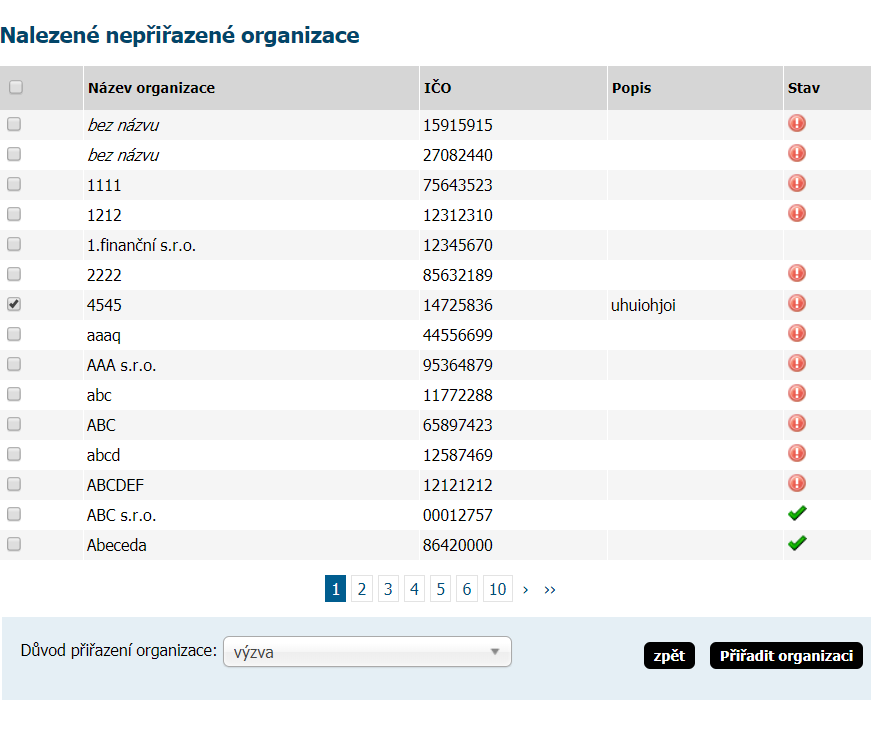 Nalezené nepřiřazené organizace
Název organizace IČO Popis Stav
bez názvu 15915915
bez názvu 27082440
1111 75643523
1212 12312310
1.finanční s.r.o. 12345670
2222 85632189
4545 14725836 uhuiohjoi
aaaq 44556699
AAA s.r.o. 95364879
abc 11772288
ABC 65897423
abcd 12587469
ABCDEF 12121212
ABC s.r.o. 00012757
Abeceda 86420000
1 2 3 4 5 6 10 › ››
Důvod přiřazení organizace: výzva zpět Přiřadit organizaci